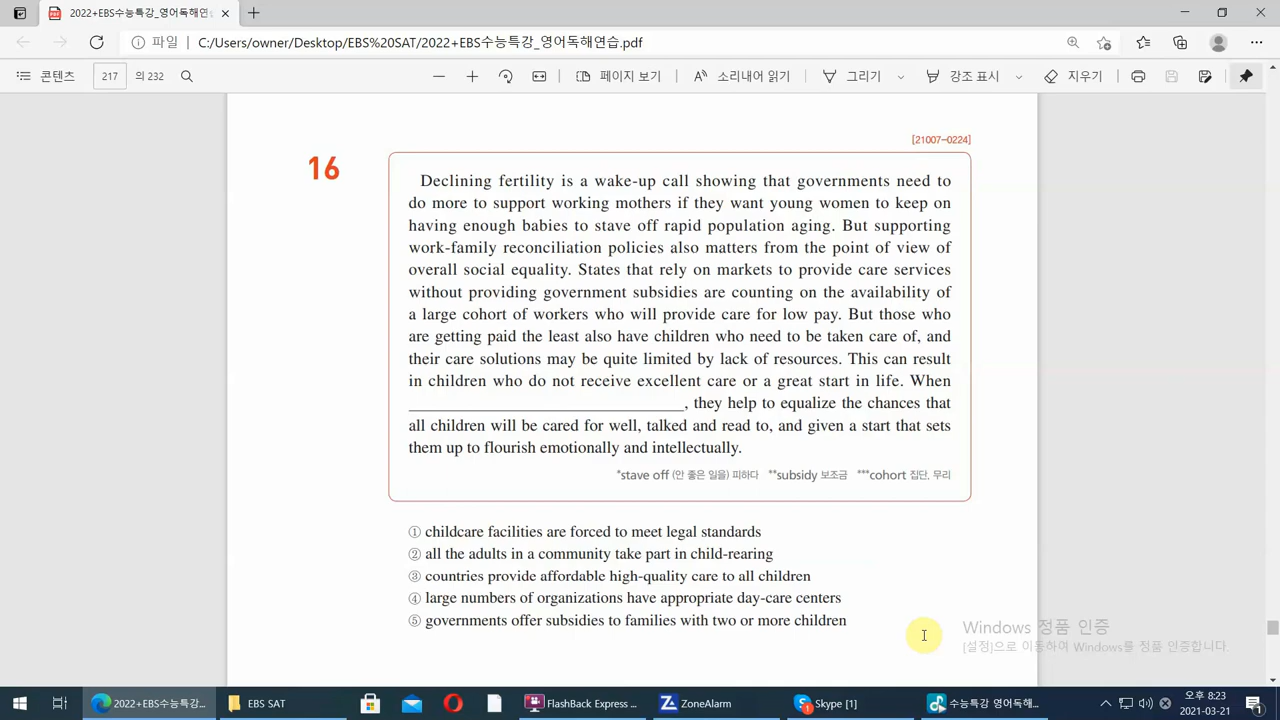 2022+EBS수능특강_영어독해연습
파일 C:/Users/owner/Desktop/EBS%20SAT/2022+EBS수능특강_영어독해연습.pdf
콘텐츠 217 의 232 페이지 보기 소리내어 읽기 그리기 강조 표시 지우기
[21007-0224]
16
Declining fertility is a wake-up call showing that governments need to
do more to support working mothers if they want young women to keep on
having enough babies to stave off rapid population aging. But supporting
work-family reconciliation policies also matters from the point of view of
overall social equality. States that rely on markets to provide care services
without providing government subsidies are counting on the availability of
a large cohort of workers who will provide care for low pay. But those who
are getting paid the least also have children who need to be taken care of, and
their care solutions may be quite limited by lack of resources. This can result
in children who do not receive excellent care or a great start in life. When
____________________, they help to equalize the chances that
all children will be cared for well, talked and read to, and given a start that sets
them up to flourish emotionally and intellectually.
*stave off (안 좋은 일을) 피하다 **subsidy 보조금 ***cohort 집단, 무리
① childcare facilities are forced to meet legal standards
② all the adults in a community take part in child-rearing
③ countries provide affordable high-quality care to all children
④ large numbers of organizations have appropriate day-care centers
⑤ governments offer subsidies to families with two or more children
Windows 정품 인증
[설정]으로 이동하여 Windows를 정품 인증합니다.
2022+EBS수능특강... EBS SAT FlashBack Express ... ZoneAlarm Skype [1] 수능특강 영어독해... 오후 8:23
2021-03-21